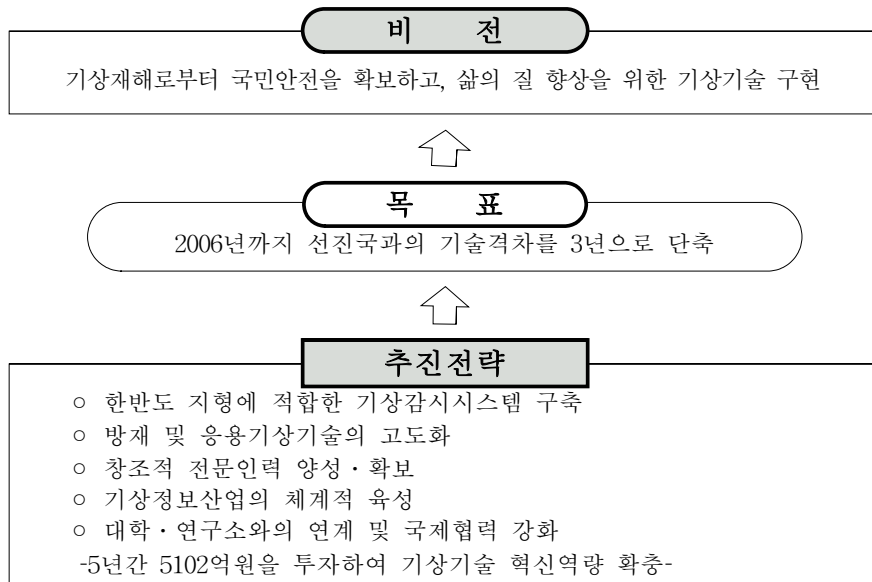 비 전
기상재해로부터 국민안전을 확보하고, 삶의 질 향상을 위한 기상기술 구현
목 표
2006년까지 선진국과의 기술격차를 3년으로 단축
추진전략
○ 한반도 지형에 적합한 기상감시시스템 구축
○ 방재 및 응용기상기술의 고도화
○ 창조적 전문인력 양성·확보
○ 기상정보산업의 체계적 육성
○ 대학·연구소와의 연계 및 국제협력 강화
-5년간 5102억원을 투자하여 기상기술 혁신역량 확충-